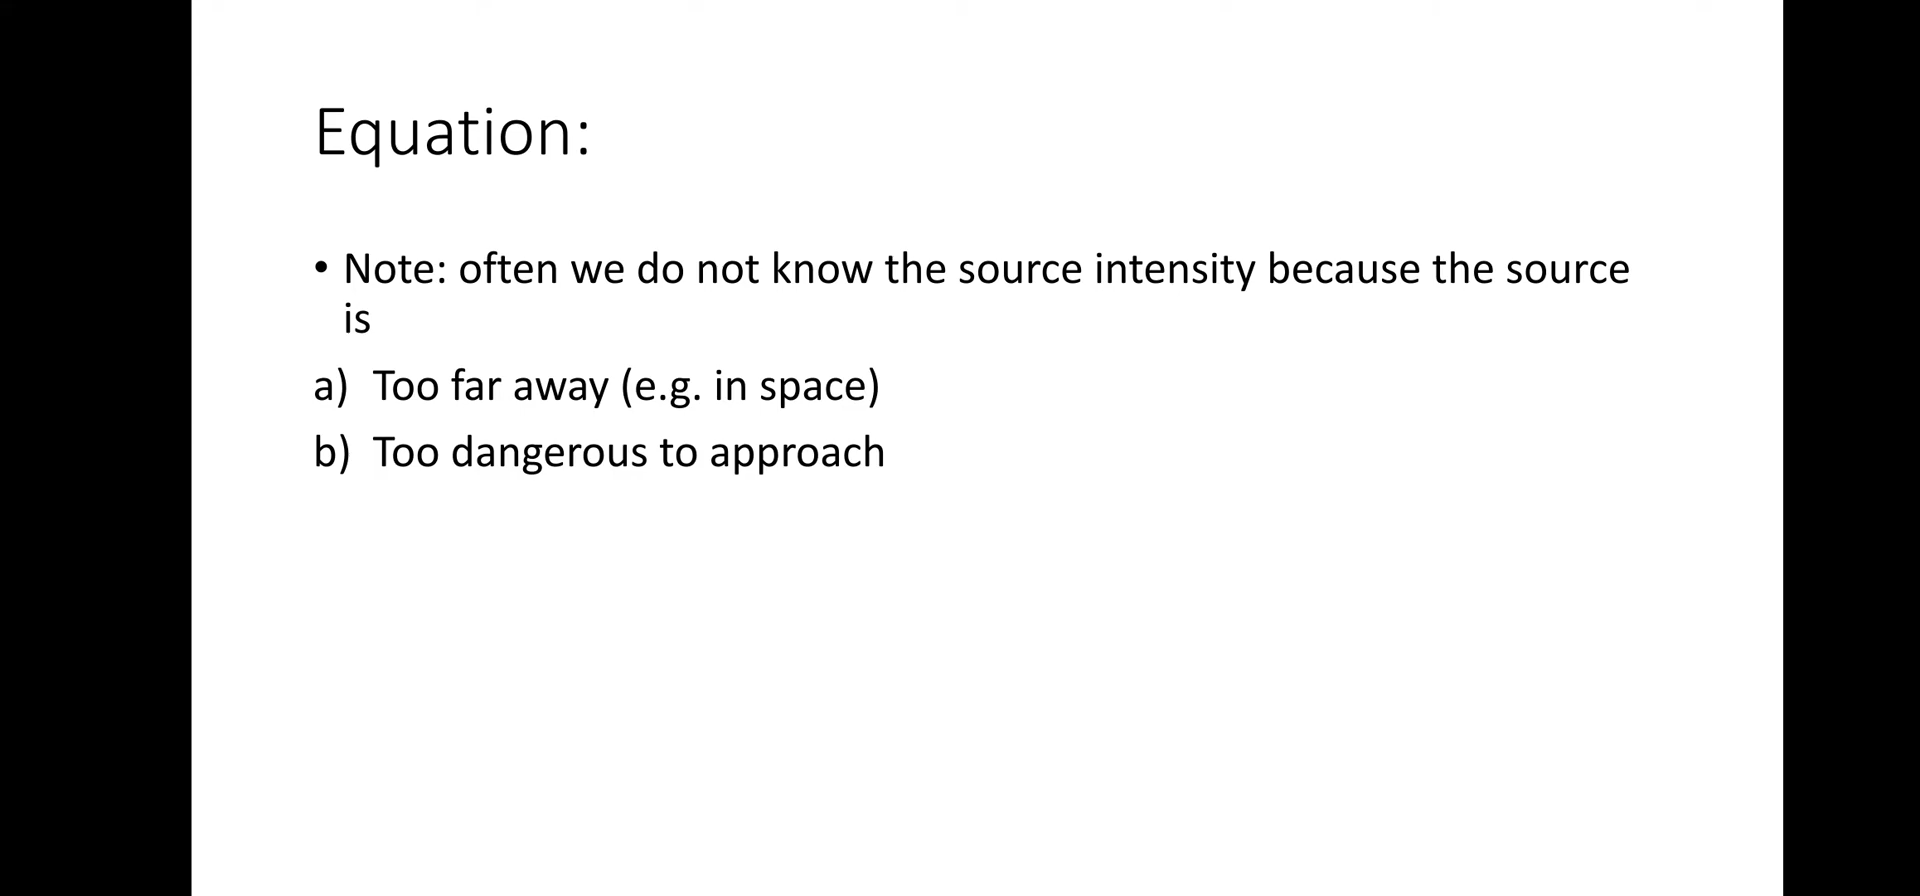 Equation:
• Note: often we do not know the source intensity because the source
is
a) Too far away (e.g. in space)
b) Too dangerous to approach